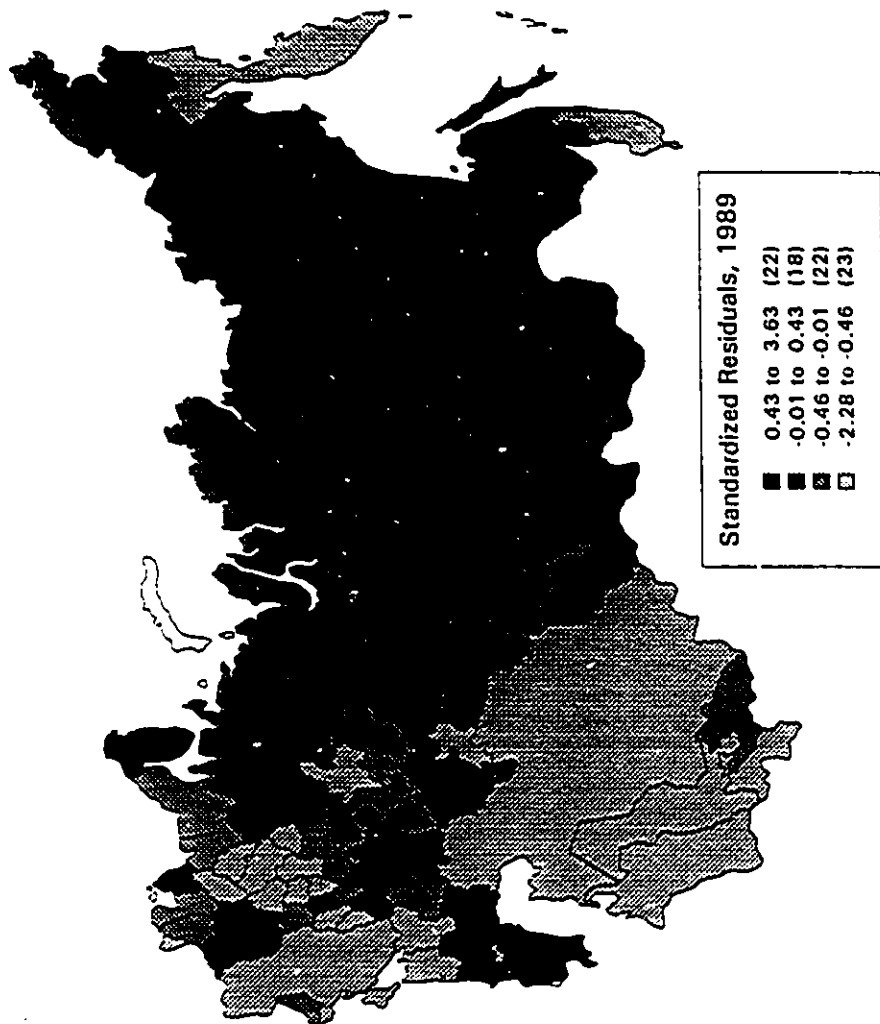 Standardized Residuals, 1989
0.43 to 3.63 (22)
-0.01 to 0.43 (18)
-0.46 to -0.01 (22)
-2.28 to -0.46 (23)